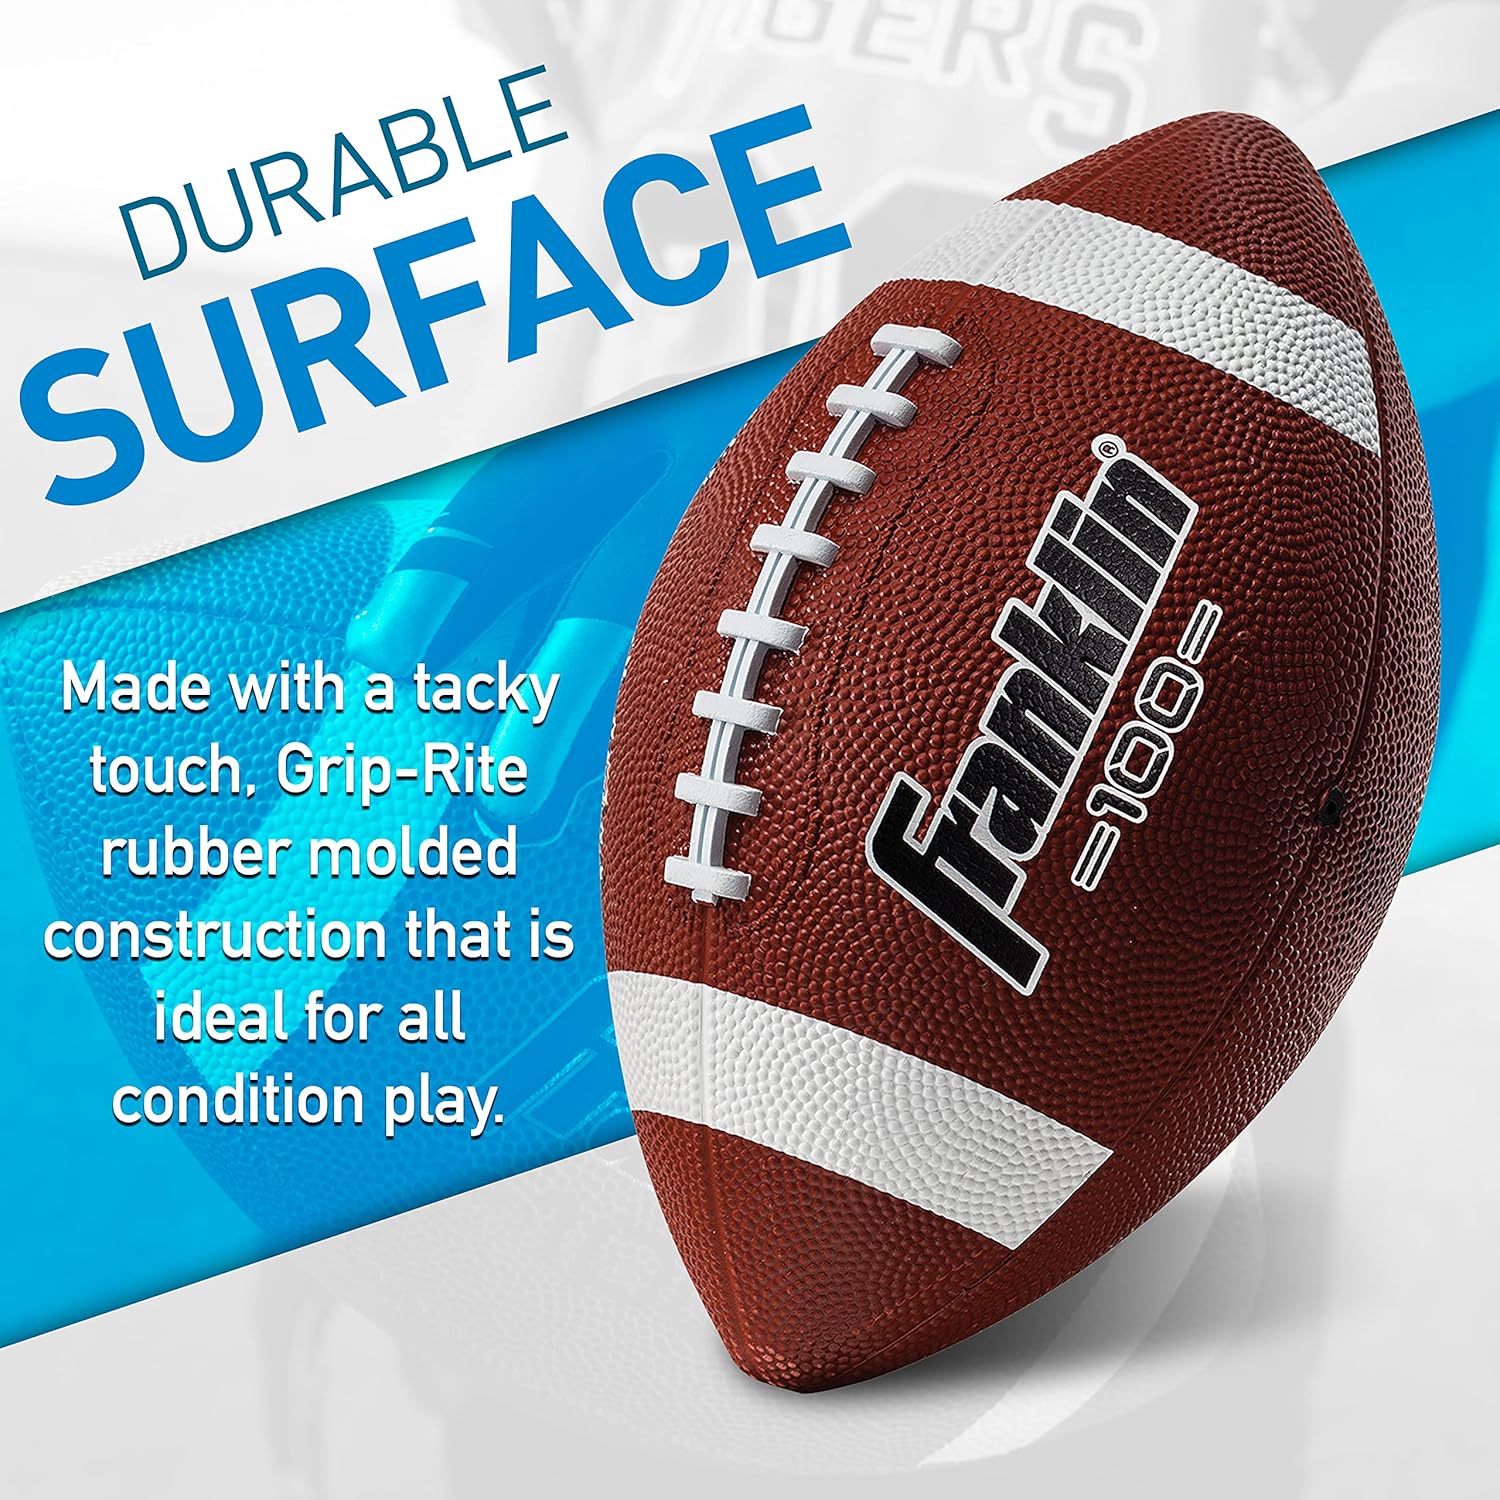 DURABLE
SURFACE
Made with a tacky
touch, Grip-Rite
rubber molded
construction that is
ideal for all
condition play.
franklin®
=100=